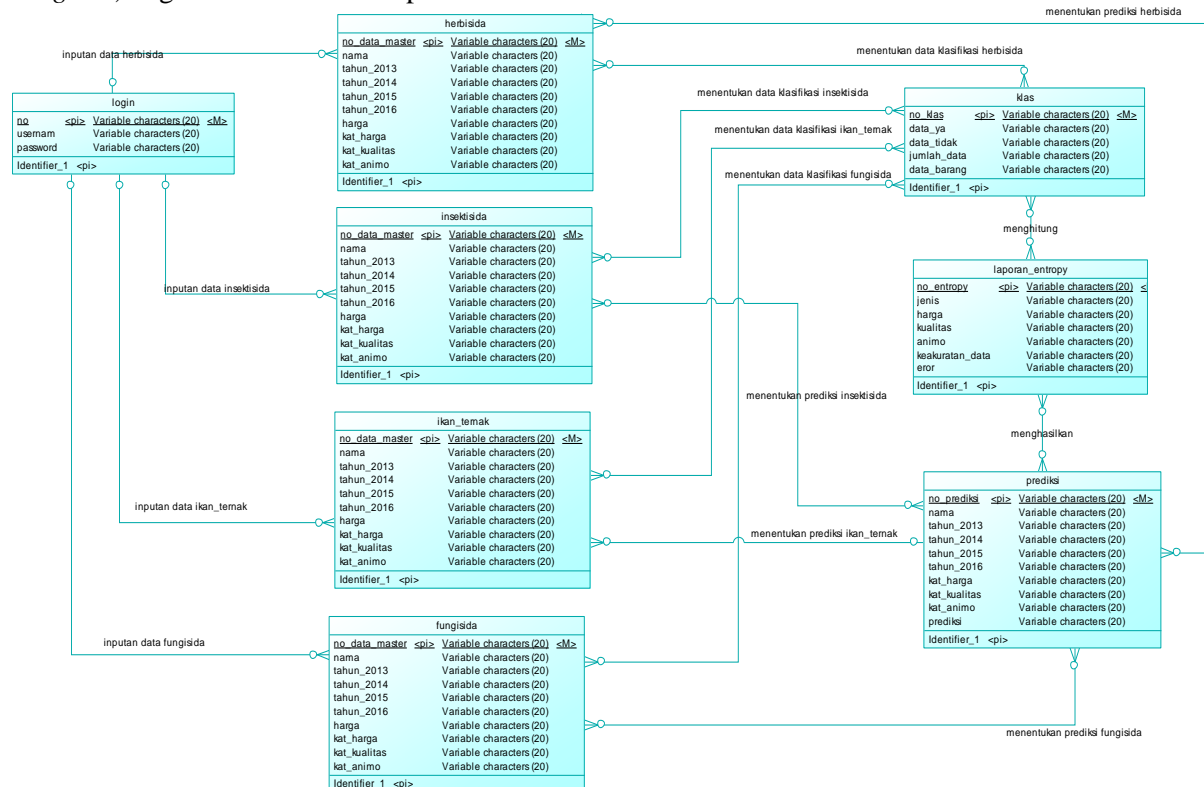 menentukan prediksi herbisida
herbisida
no_data_master <pi> Variable characters (20) <M>
nama Variable characters (20)
tahun_2013 Variable characters (20)
tahun_2014 Variable characters (20)
tahun_2015 Variable characters (20)
tahun_2016 Variable characters (20)
harga Variable characters (20)
kat_harga Variable characters (20)
kat_kualitas Variable characters (20)
kat_animo Variable characters (20)
Identifier_1 <pi>
inputan data herbisida
menentukan data klasifikasi herbisida
login
no <pi> Variable characters (20) <M>
usernam Variable characters (20)
password Variable characters (20)
Identifier_1 <pi>
menentukan data klasifikasi insektisida
menentukan data klasifikasi ikan_ternak
menentukan data klasifikasi fungisida
klas
no_klas <pi> Variable characters (20) <M>
data_ya Variable characters (20)
data_tidak Variable characters (20)
jumlah_data Variable characters (20)
data_barang Variable characters (20)
Identifier_1 <pi>
insektisida
no_data_master <pi> Variable characters (20) <M>
nama Variable characters (20)
tahun_2013 Variable characters (20)
tahun_2014 Variable characters (20)
tahun_2015 Variable characters (20)
tahun_2016 Variable characters (20)
harga Variable characters (20)
kat_harga Variable characters (20)
kat_kualitas Variable characters (20)
kat_animo Variable characters (20)
Identifier_1 <pi>
menghitung
inputan data insektisida
laporan_entropy
no_entropy <pi> Variable characters (20) <
jenis Variable characters (20)
harga Variable characters (20)
kualitas Variable characters (20)
animo Variable characters (20)
keakuratan_data Variable characters (20)
eror Variable characters (20)
Identifier_1 <pi>
menentukan prediksi insektisida
menghasilkan
ikan_ternak
no_data_master <pi> Variable characters (20) <M>
nama Variable characters (20)
tahun_2013 Variable characters (20)
tahun_2014 Variable characters (20)
tahun_2015 Variable characters (20)
tahun_2016 Variable characters (20)
harga Variable characters (20)
kat_harga Variable characters (20)
kat_kualitas Variable characters (20)
kat_animo Variable characters (20)
Identifier_1 <pi>
inputan data ikan_ternak
menentukan prediksi ikan_ternak
prediksi
no_prediksi <pi> Variable characters (20) <M>
nama Variable characters (20)
tahun_2013 Variable characters (20)
tahun_2014 Variable characters (20)
tahun_2015 Variable characters (20)
tahun_2016 Variable characters (20)
kat_harga Variable characters (20)
kat_kualitas Variable characters (20)
kat_animo Variable characters (20)
prediksi Variable characters (20)
Identifier_1 <pi>
inputan data fungisida
fungisida
no_data_master <pi> Variable characters (20) <M>
nama Variable characters (20)
tahun_2013 Variable characters (20)
tahun_2014 Variable characters (20)
tahun_2015 Variable characters (20)
tahun_2016 Variable characters (20)
harga Variable characters (20)
kat_harga Variable characters (20)
kat_kualitas Variable characters (20)
kat_animo Variable characters (20)
Identifier_1 <pi>
menentukan prediksi fungisida